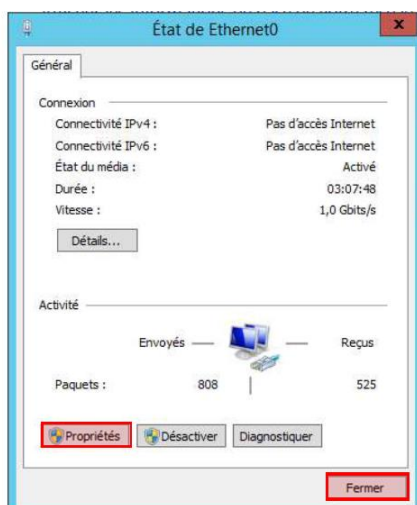 État de Ethernet0
x
Général
Connexion
Connectivité IPv4 : Pas d'accès Internet
Connectivité IPv6 : Pas d'accès Internet
État du média : Activé
Durée : 03:07:48
Vitesse : 1,0 Gbits/s
Détails...
Activité
Envoyés — — Reçus
Paquets : 808 | 525
Propriétés Désactiver Diagnostiquer
Fermer